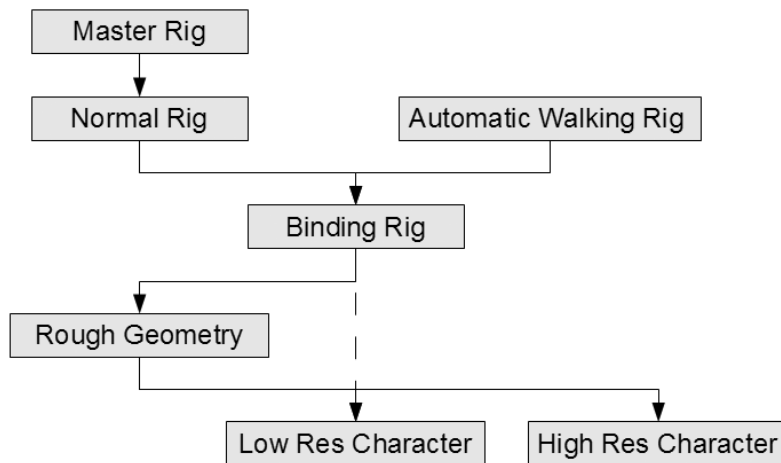 Master Rig
Normal Rig
Automatic Walking Rig
Binding Rig
Rough Geometry
Low Res Character
High Res Character